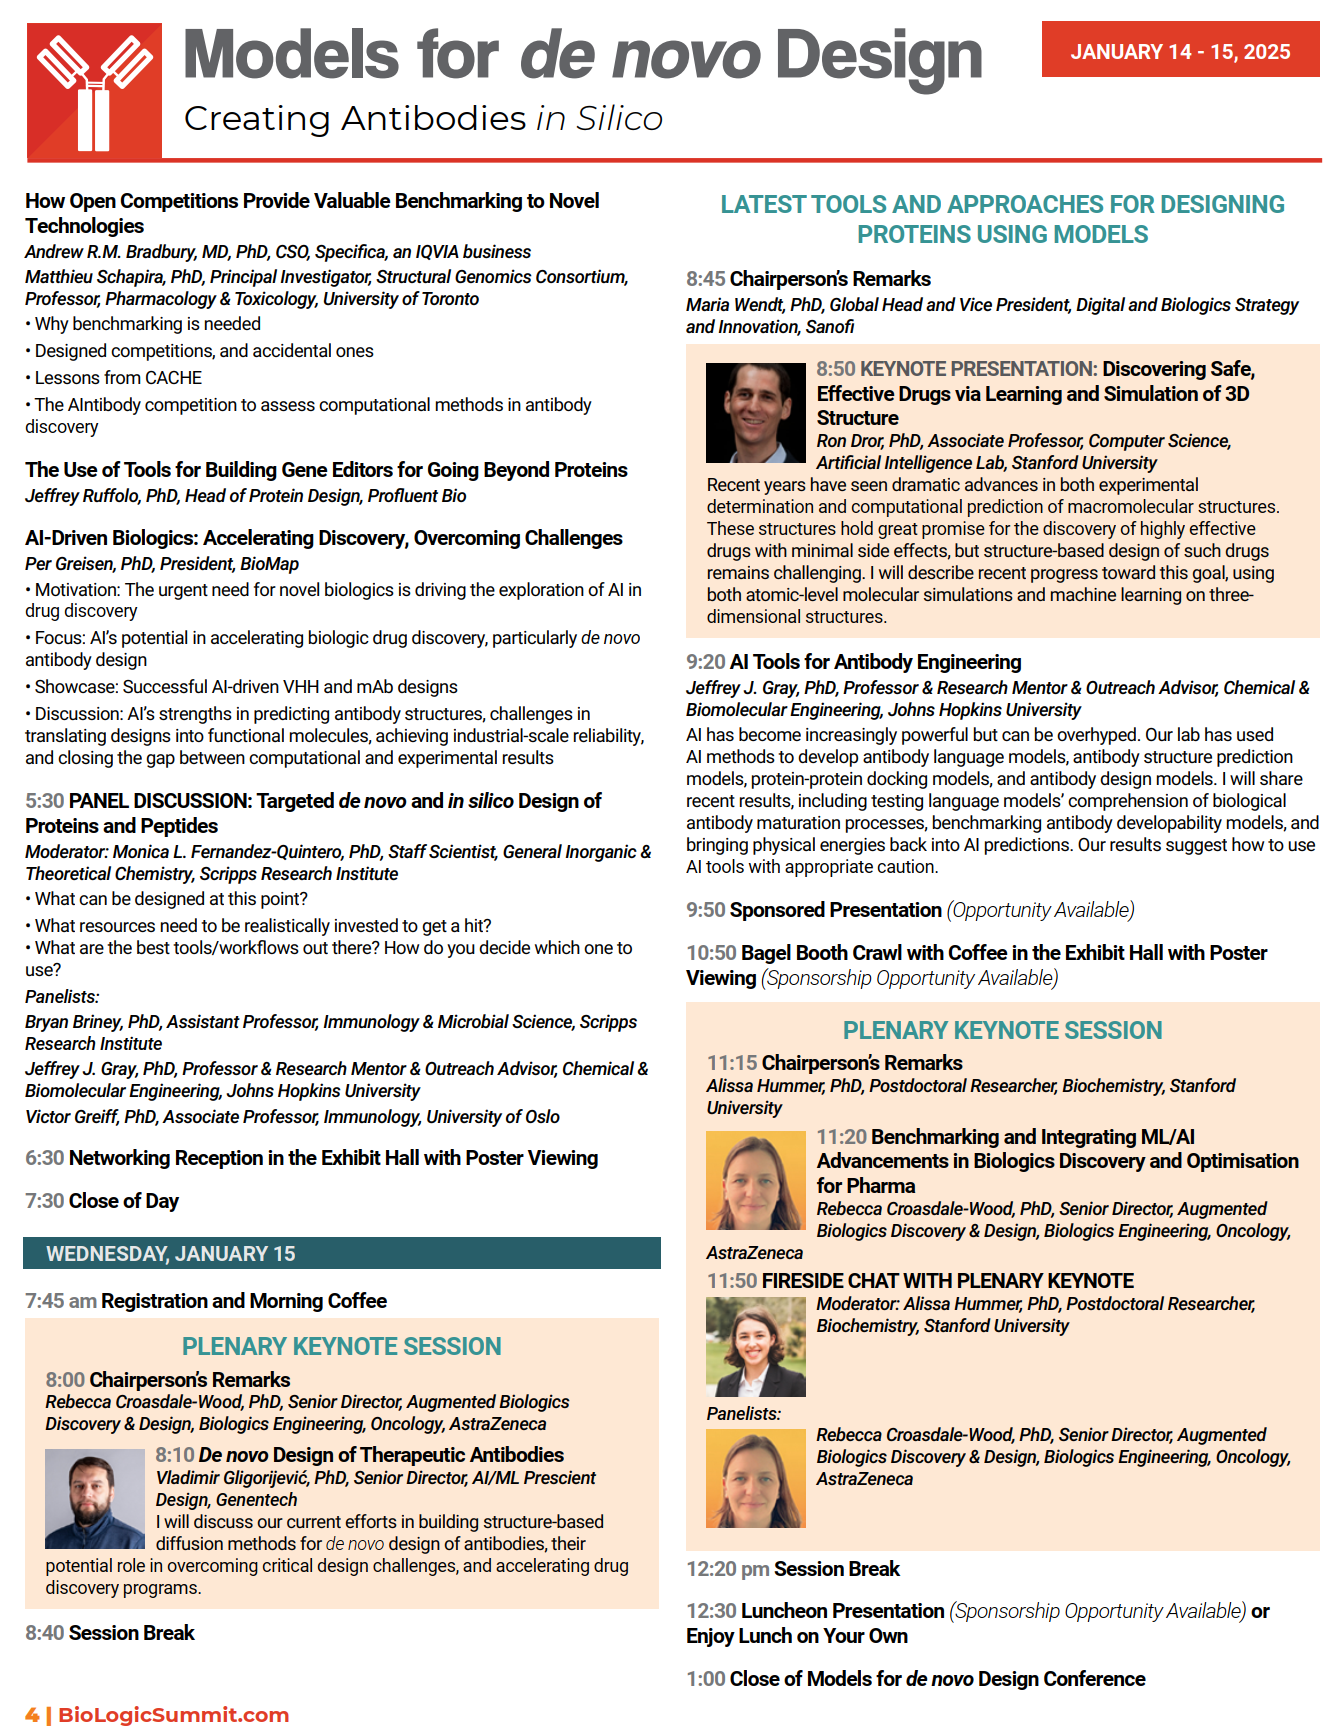 Models for de novo Design
Creating Antibodies in Silico
JANUARY 14 - 15, 2025
How Open Competitions Provide Valuable Benchmarking to Novel
Technologies
Andrew R.M. Bradbury, MD, PhD, CSO, Specifica, an IQVIA business
Matthieu Schapira, PhD, Principal Investigator, Structural Genomics Consortium,
Professor, Pharmacology & Toxicology, University of Toronto
• Why benchmarking is needed
• Designed competitions, and accidental ones
• Lessons from CACHE
• The AIntibody competition to assess computational methods in antibody
discovery
The Use of Tools for Building Gene Editors for Going Beyond Proteins
Jeffrey Ruffolo, PhD, Head of Protein Design, Profluent Bio
AI-Driven Biologics: Accelerating Discovery, Overcoming Challenges
Per Greisen, PhD, President, BioMap
• Motivation: The urgent need for novel biologics is driving the exploration of AI in
drug discovery
• Focus: AI's potential in accelerating biologic drug discovery, particularly de novo
antibody design
• Showcase: Successful AI-driven VHH and mAb designs
• Discussion: AI's strengths in predicting antibody structures, challenges in
translating designs into functional molecules, achieving industrial-scale reliability,
and closing the gap between computational and experimental results
5:30 PANEL DISCUSSION: Targeted de novo and in silico Design of
Proteins and Peptides
Moderator: Monica L. Fernandez-Quintero, PhD, Staff Scientist, General Inorganic &
Theoretical Chemistry, Scripps Research Institute
• What can be designed at this point?
• What resources need to be realistically invested to get a hit?
• What are the best tools/workflows out there? How do you decide which one to
use?
Panelists:
Bryan Briney, PhD, Assistant Professor, Immunology & Microbial Science, Scripps
Research Institute
Jeffrey J. Gray, PhD, Professor & Research Mentor & Outreach Advisor, Chemical &
Biomolecular Engineering, Johns Hopkins University
Victor Greiff, PhD, Associate Professor, Immunology, University of Oslo
6:30 Networking Reception in the Exhibit Hall with Poster Viewing
7:30 Close of Day
WEDNESDAY, JANUARY 15
7:45 am Registration and Morning Coffee
PLENARY KEYNOTE SESSION
8:00 Chairperson's Remarks
Rebecca Croasdale-Wood, PhD, Senior Director, Augmented Biologics
Discovery & Design, Biologics Engineering, Oncology, AstraZeneca
8:10 De novo Design of Therapeutic Antibodies
Vladimir Gligorijević, PhD, Senior Director, AI/ML Prescient
Design, Genentech
I will discuss our current efforts in building structure-based
diffusion methods for de novo design of antibodies, their
potential role in overcoming critical design challenges, and accelerating drug
discovery programs.
8:40 Session Break
LATEST TOOLS AND APPROACHES FOR DESIGNING
PROTEINS USING MODELS
8:45 Chairperson's Remarks
Maria Wendt, PhD, Global Head and Vice President, Digital and Biologics Strategy
and Innovation, Sanofi
8:50 KEYNOTE PRESENTATION: Discovering Safe,
Effective Drugs via Learning and Simulation of 3D
Structure
Ron Dror, PhD, Associate Professor, Computer Science,
Artificial Intelligence Lab, Stanford University
Recent years have seen dramatic advances in both experimental
determination and computational prediction of macromolecular structures.
These structures hold great promise for the discovery of highly effective
drugs with minimal side effects, but structure-based design of such drugs
remains challenging. I will describe recent progress toward this goal, using
both atomic-level molecular simulations and machine learning on three-
dimensional structures.
9:20 AI Tools for Antibody Engineering
Jeffrey J. Gray, PhD, Professor & Research Mentor & Outreach Advisor, Chemical &
Biomolecular Engineering, Johns Hopkins University
AI has become increasingly powerful but can be overhyped. Our lab has used
AI methods to develop antibody language models, antibody structure prediction
models, protein-protein docking models, and antibody design models. I will share
recent results, including testing language models' comprehension of biological
antibody maturation processes, benchmarking antibody developability models, and
bringing physical energies back into AI predictions. Our results suggest how to use
AI tools with appropriate caution.
9:50 Sponsored Presentation (Opportunity Available)
10:50 Bagel Booth Crawl with Coffee in the Exhibit Hall with Poster
Viewing (Sponsorship Opportunity Available)
PLENARY KEYNOTE SESSION
11:15 Chairperson's Remarks
Alissa Hummer, PhD, Postdoctoral Researcher, Biochemistry, Stanford
University
11:20 Benchmarking and Integrating ML/AI
Advancements in Biologics Discovery and Optimisation
for Pharma
Rebecca Croasdale-Wood, PhD, Senior Director, Augmented
Biologics Discovery & Design, Biologics Engineering, Oncology,
AstraZeneca
11:50 FIRESIDE CHAT WITH PLENARY KEYNOTE
Moderator: Alissa Hummer, PhD, Postdoctoral Researcher,
Biochemistry, Stanford University
Panelists:
Rebecca Croasdale-Wood, PhD, Senior Director, Augmented
Biologics Discovery & Design, Biologics Engineering, Oncology,
AstraZeneca
12:20 pm Session Break
12:30 Luncheon Presentation (Sponsorship Opportunity Available) or
Enjoy Lunch on Your Own
1:00 Close of Models for de novo Design Conference
4 | BioLogicSummit.com